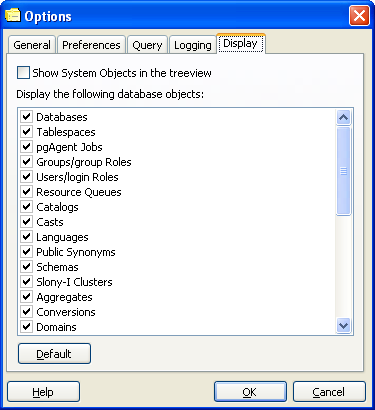 Options
General Preferences Query Logging Display
Show System Objects in the treeview
Display the following database objects:
Databases
Tablespaces
pgAgent Jobs
Groups/group Roles
Users/login Roles
Resource Queues
Catalogs
Casts
Languages
Public Synonyms
Schemas
Slony-I Clusters
Aggregates
Conversions
Domains
Default
Help OK Cancel